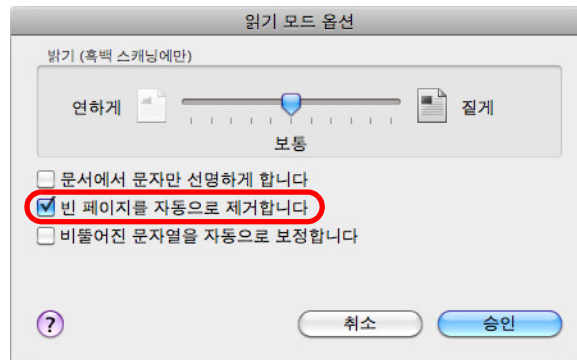 읽기 모드 옵션
밝기 (흑백 스캐닝에만)
연하게 짙게
보통
문서에서 문자만 선명하게 합니다
빈 페이지를 자동으로 제거합니다
비뚤어진 문자열을 자동으로 보정합니다
? 취소 승인